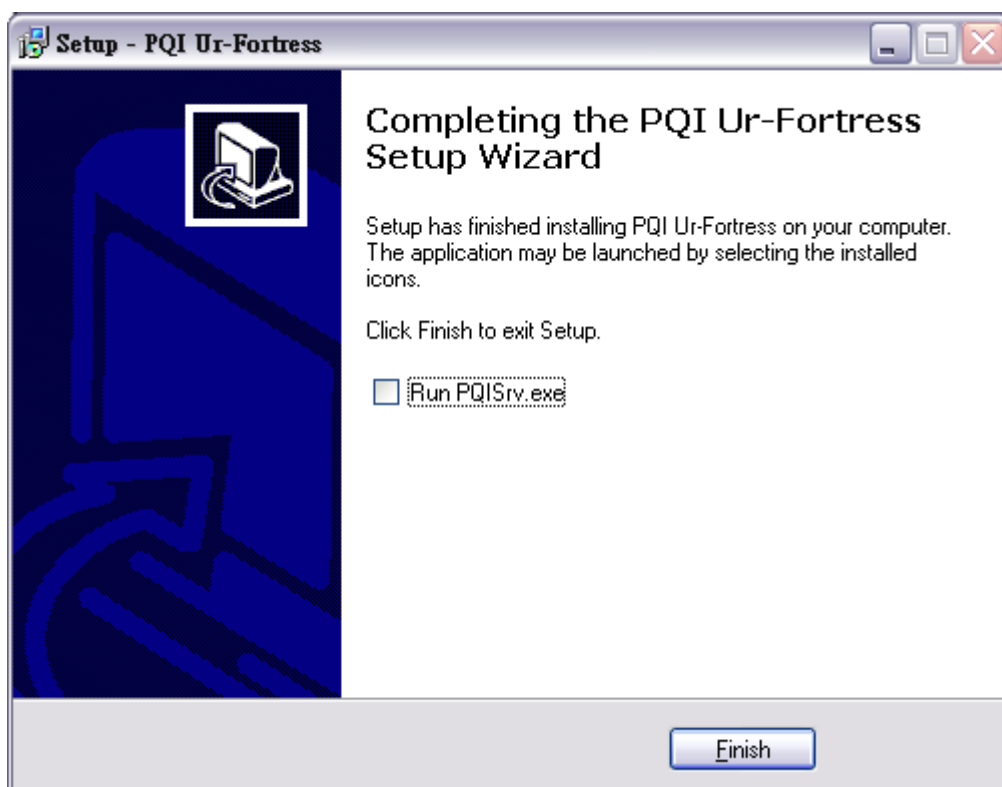 Setup - PQI Ur-Fortress
Completing the PQI Ur-Fortress
Setup Wizard
Setup has finished installing PQI Ur-Fortress on your computer.
The application may be launched by selecting the installed
icons.
Click Finish to exit Setup.
Run PQISrv.exe
Finish